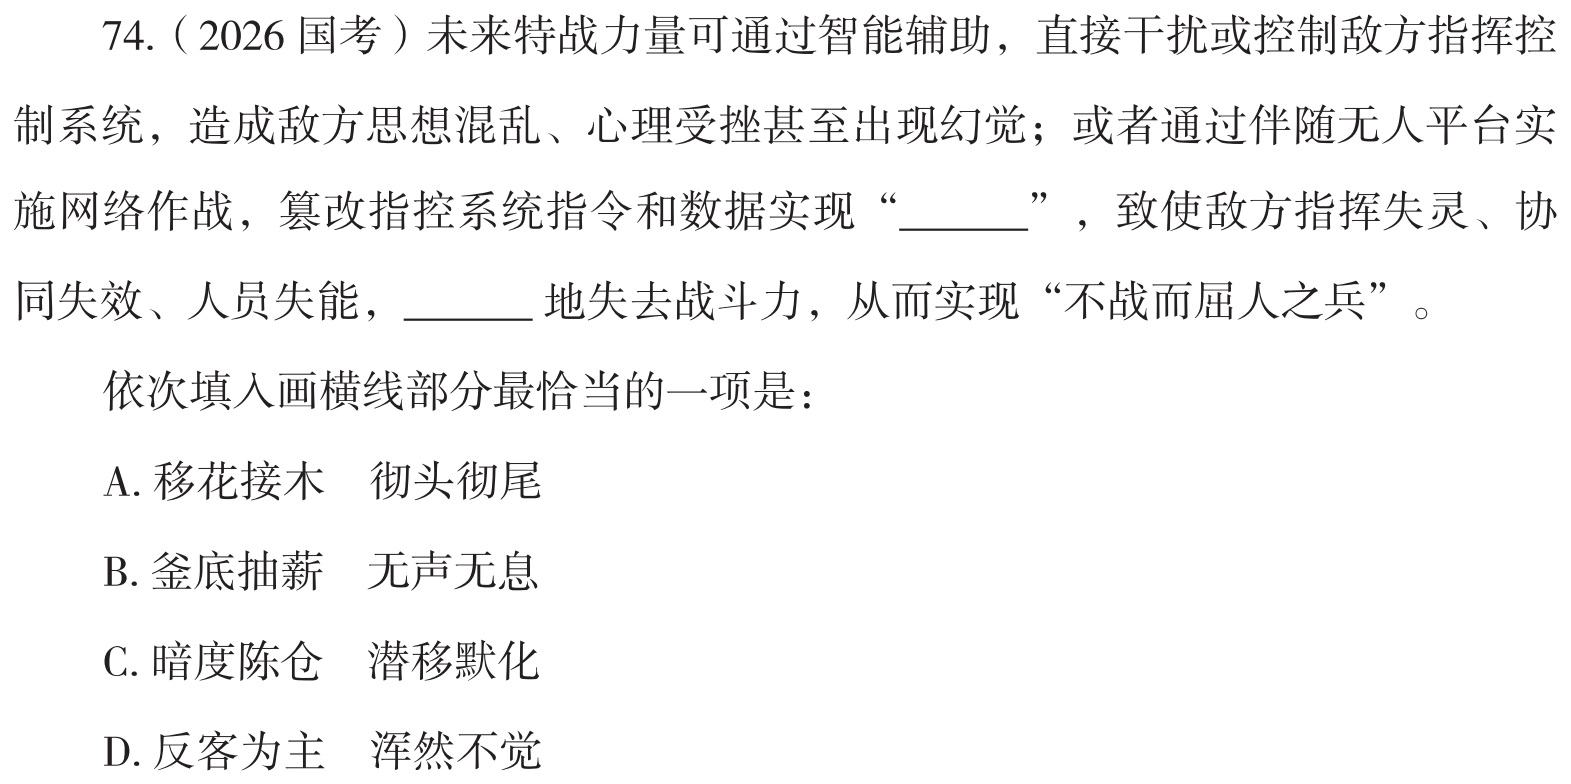 74.（2026 国考）未来特战力量可通过智能辅助，直接干扰或控制敌方指挥控
制系统，造成敌方思想混乱、心理受挫甚至出现幻觉；或者通过伴随无人平台实
施网络作战，篡改指控系统指令和数据实现“______”，致使敌方指挥失灵、协
同失效、人员失能，______ 地失去战斗力，从而实现“不战而屈人之兵”。
依次填入画横线部分最恰当的一项是：
A. 移花接木　彻头彻尾
B. 釜底抽薪　无声无息
C. 暗度陈仓　潜移默化
D. 反客为主　浑然不觉